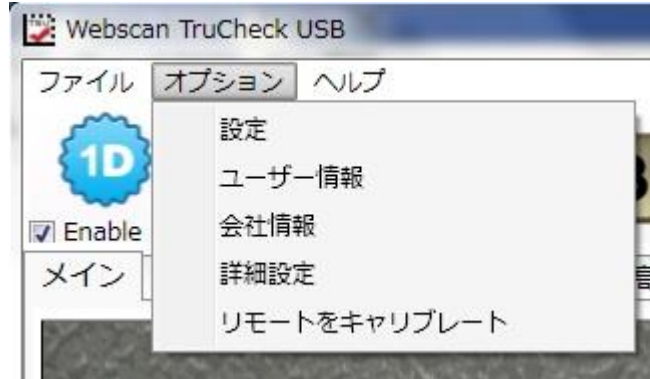 Webscan TruCheck USB
ファイル オプション ヘルプ
1D
設定
ユーザー情報
Enable
会社情報
メイン
詳細設定
リモートをキャリブレート